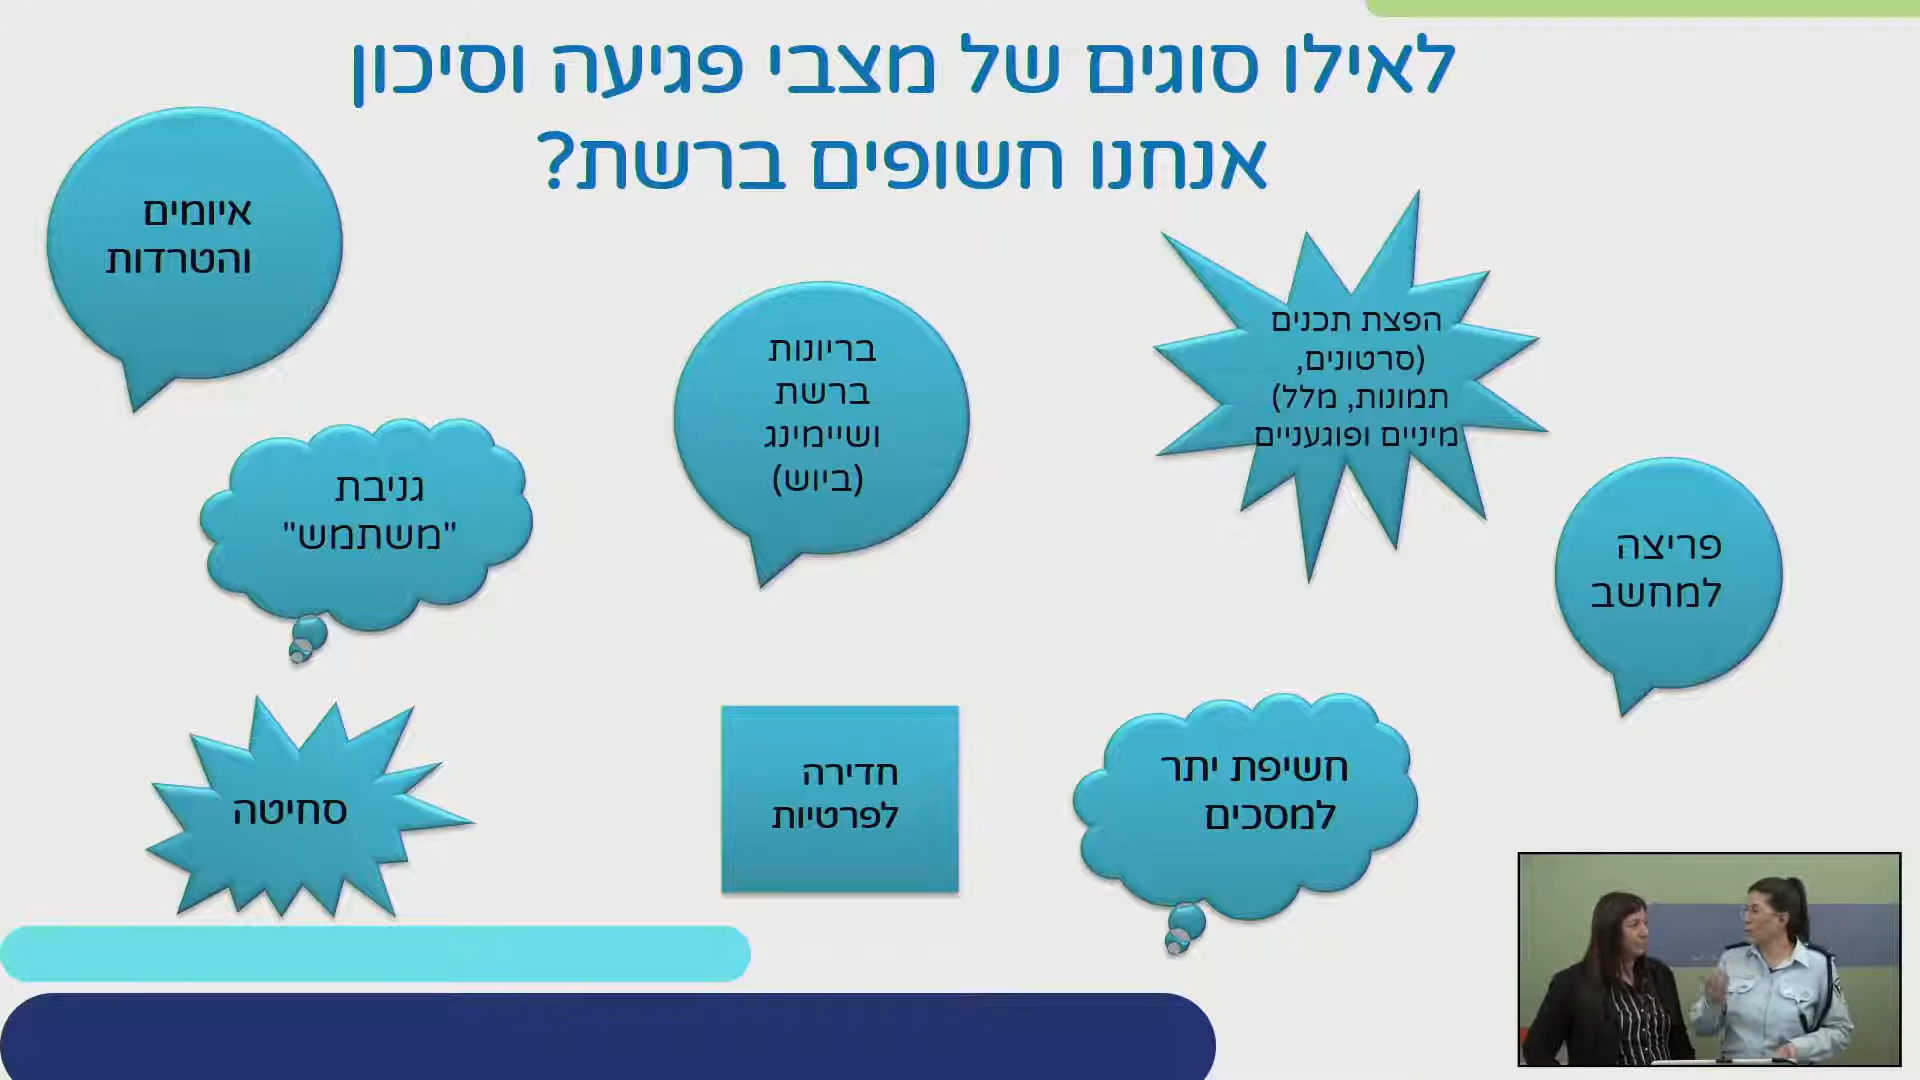 לאילו סוגים של מצבי פגיעה וסיכון
אנחנו חשופים ברשת?
הפצת תכנים
(סרטונים,
תמונות, מלל)
מיניים ופוגעניים
בריונות
ברשת
ושיימינג
(ביוש)
איומים
והטרדות
פריצה
למחשב
גניבת
"משתמש"
חשיפת יתר
למסכים
חדירה
לפרטיות
סחיטה